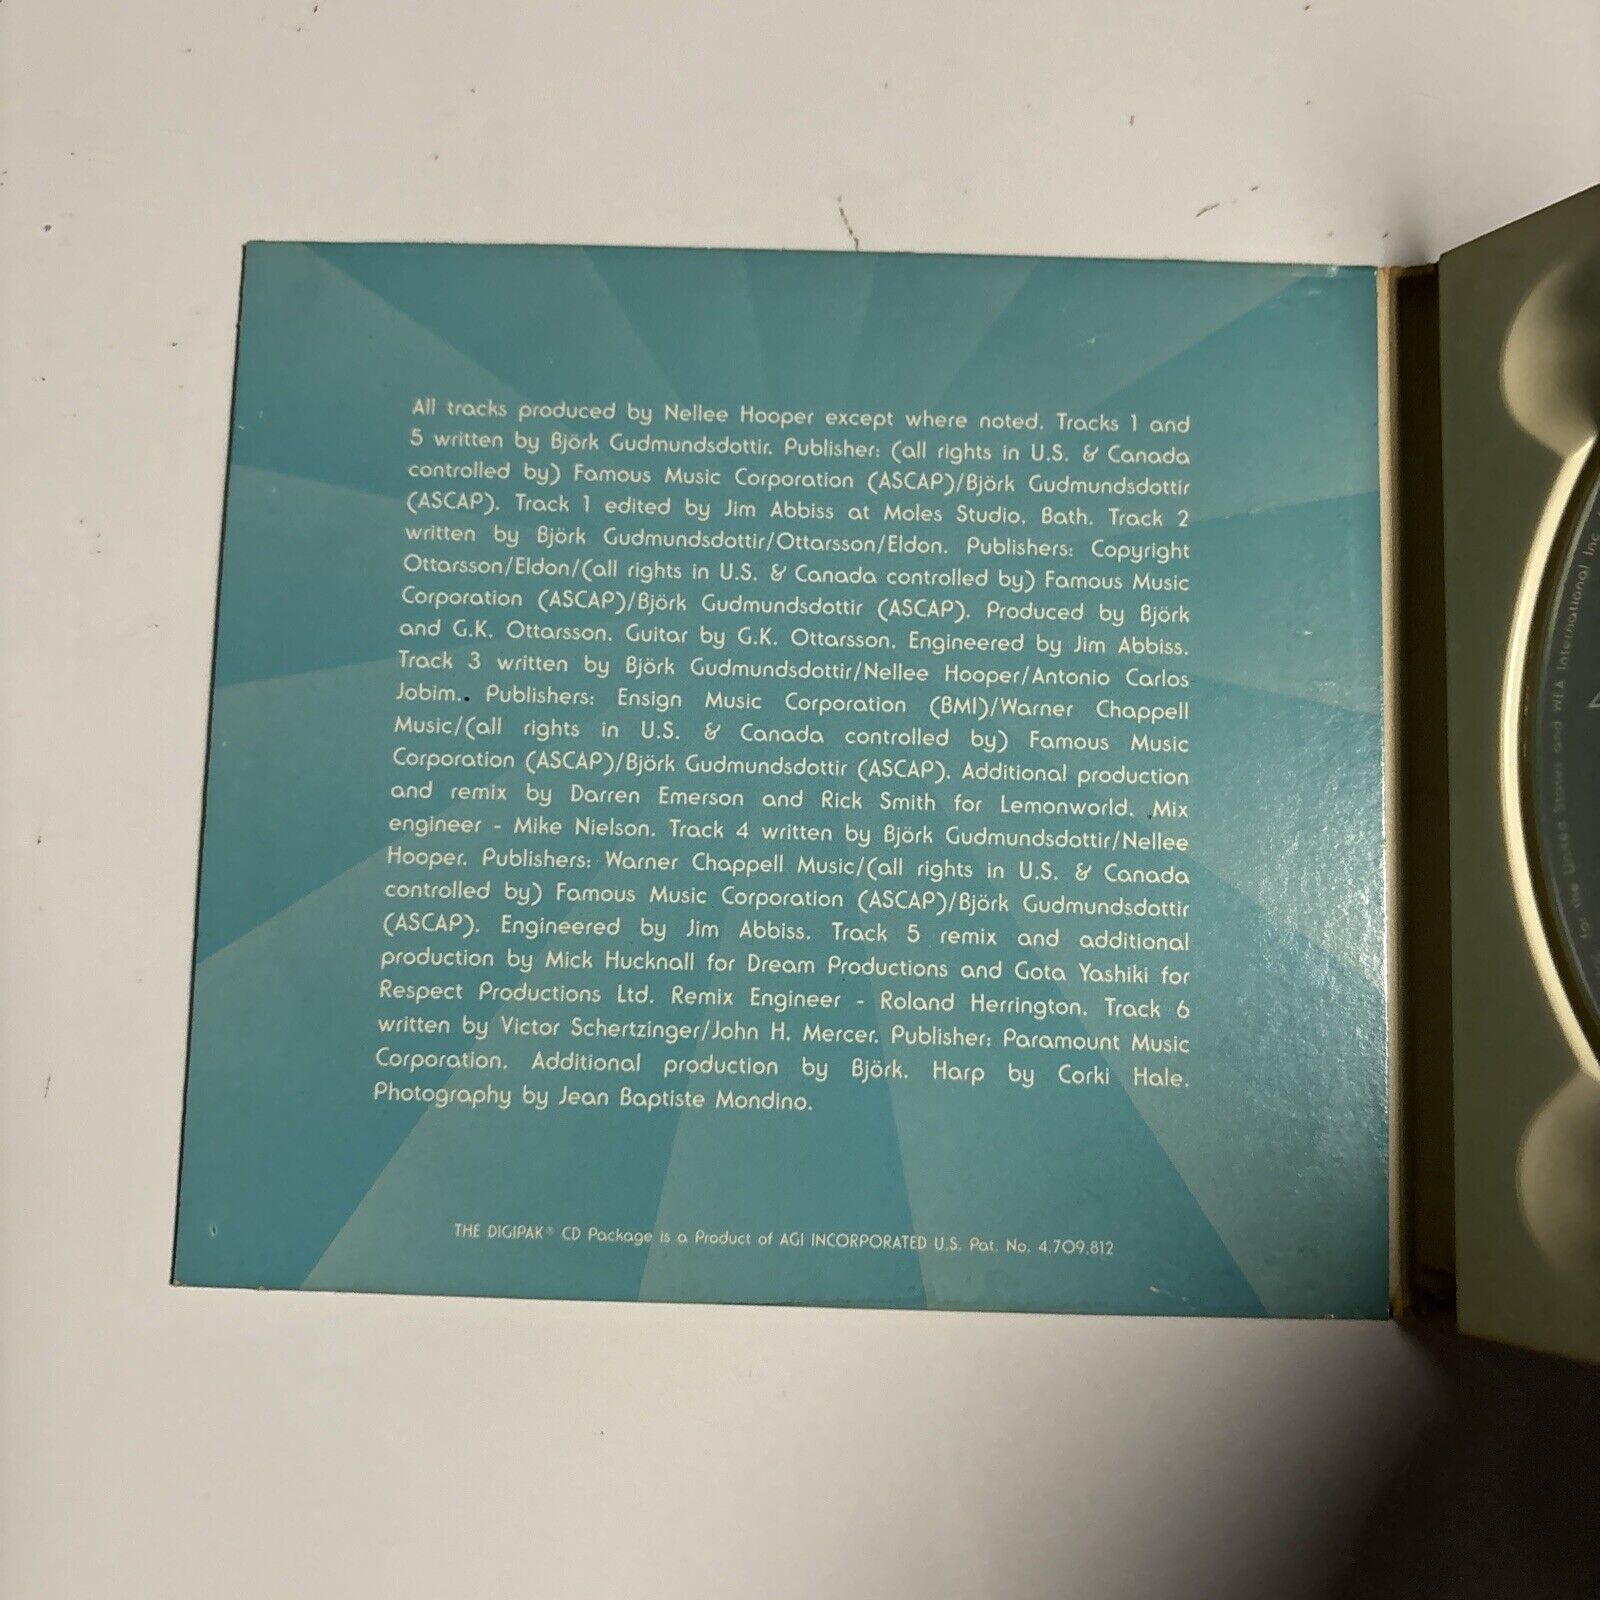 All tracks produced by Nellee Hooper except where noted. Tracks 1 and
5 written by Björk Gudmundsdottir. Publisher: (all rights in U.S. & Canada
controlled by) Famous Music Corporation (ASCAP)/Björk Gudmundsdottir
(ASCAP). Track 1 edited by Jim Abbiss at Moles Studio, Bath. Track 2
written by Björk Gudmundsdottir/Ottarsson/Eldon. Publishers: Copyright
Ottarsson/Eldon/(all rights in U.S. & Canada controlled by) Famous Music
Corporation (ASCAP)/Björk Gudmundsdottir (ASCAP). Produced by Björk
and G.K. Ottarsson. Guitar by G.K. Ottarsson. Engineered by Jim Abbiss.
Track 3 written by Björk Gudmundsdottir/Nellee Hooper/Antonio Carlos
Jobim.. Publishers: Ensign Music Corporation (BMI)/Warner Chappell
Music/(all rights in U.S. & Canada controlled by) Famous Music
Corporation (ASCAP)/Björk Gudmundsdottir (ASCAP). Additional production
and remix by Darren Emerson and Rick Smith for Lemonworld. Mix
engineer - Mike Nielson. Track 4 written by Björk Gudmundsdottir/Nellee
Hooper. Publishers: Warner Chappell Music/(all rights in U.S. & Canada
controlled by) Famous Music Corporation (ASCAP)/Björk Gudmundsdottir
(ASCAP). Engineered by Jim Abbiss. Track 5 remix and additional
production by Mick Hucknall for Dream Productions and Gota Yashiki for
Respect Productions Ltd. Remix Engineer - Roland Herrington. Track 6
written by Victor Schertzinger/John H. Mercer. Publisher: Paramount Music
Corporation. Additional production by Björk. Harp by Corki Hale.
Photography by Jean Baptiste Mondino.
THE DIGIPAK® CD Package is a Product of AGI INCORPORATED U.S. Pat. No. 4,709,812
for the United States and WEA International Inc.